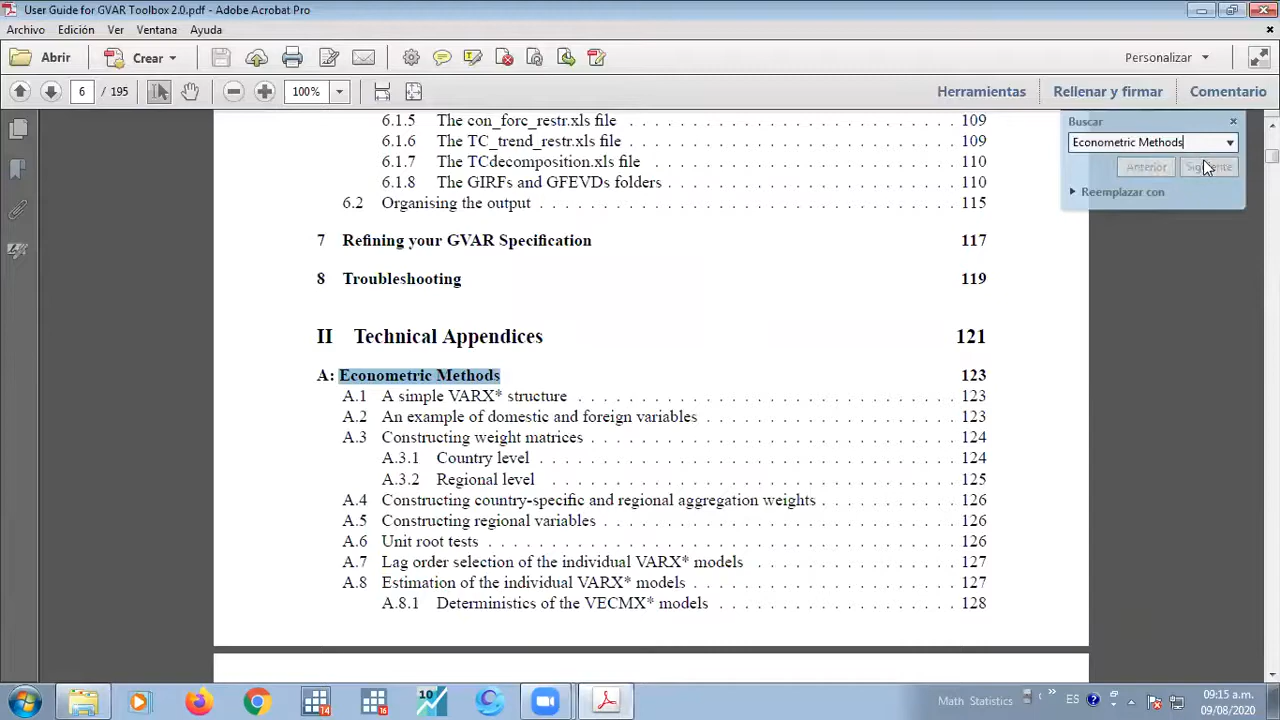 User Guide for GVAR Toolbox 2.0.pdf - Adobe Acrobat Pro
Archivo Edición Ver Ventana Ayuda
Abrir Crear Personalizar
6 / 195 100% Herramientas Rellenar y firmar Comentario
Buscar
Econometric Methods
Anterior Siguiente
Reemplazar con
6.1.5 The con_forc_restr.xls file 109
6.1.6 The TC_trend_restr.xls file 109
6.1.7 The TCdecomposition.xls file 110
6.1.8 The GIRFs and GFEVDs folders 110
6.2 Organising the output 115
7 Refining your GVAR Specification 117
8 Troubleshooting 119
II Technical Appendices 121
A: Econometric Methods 123
A.1 A simple VARX* structure 123
A.2 An example of domestic and foreign variables 123
A.3 Constructing weight matrices 124
A.3.1 Country level 124
A.3.2 Regional level 125
A.4 Constructing country-specific and regional aggregation weights 126
A.5 Constructing regional variables 126
A.6 Unit root tests 126
A.7 Lag order selection of the individual VARX* models 127
A.8 Estimation of the individual VARX* models 127
A.8.1 Deterministics of the VECMX* models 128
14 16 10 Math Statistics ES 09:15 a.m.
09/08/2020